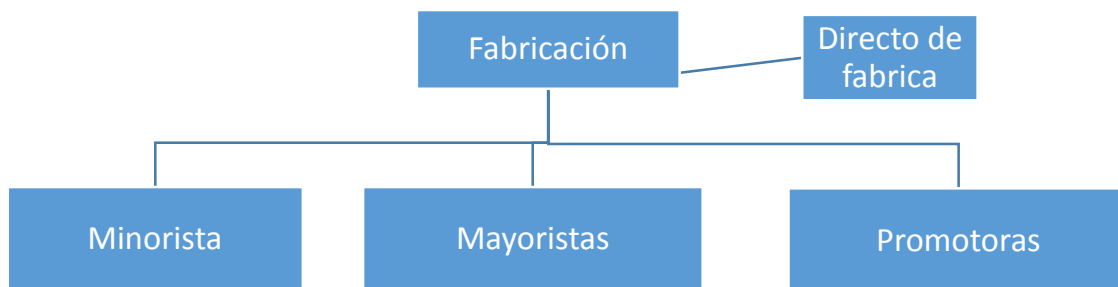 Fabricación
Directo de
fabrica
Minorista
Mayoristas
Promotoras